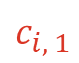 c_{i, 1}